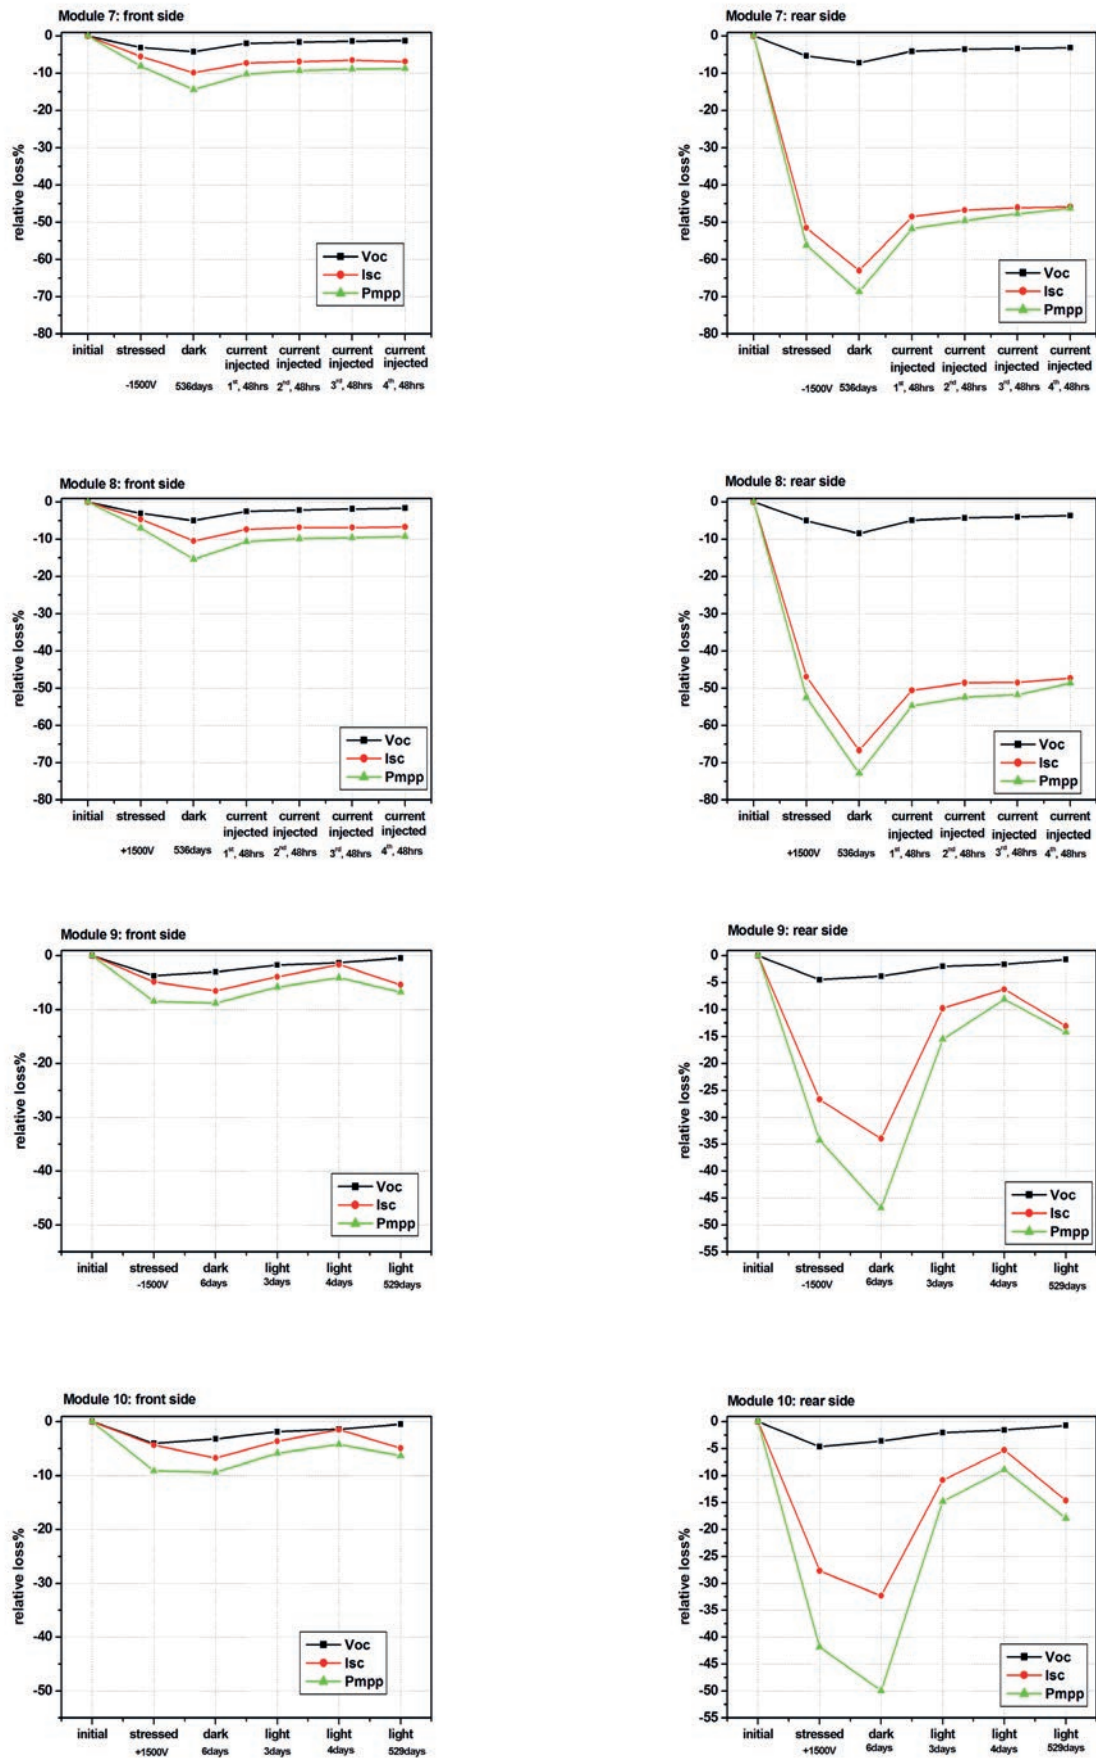 Module 7: front side
relative loss%
0
-10
-20
-30
-40
-50
-60
-70
-80
Voc
Isc
Pmpp
initial stressed dark current injected current injected current injected current injected
-1500V 536days 1st, 48hrs 2nd, 48hrs 3rd, 48hrs 4th, 48hrs
Module 7: rear side
relative loss%
0
-10
-20
-30
-40
-50
-60
-70
-80
Voc
Isc
Pmpp
initial stressed dark current injected current injected current injected current injected
-1500V 536days 1st, 48hrs 2nd, 48hrs 3rd, 48hrs 4th, 48hrs
Module 8: front side
relative loss%
0
-10
-20
-30
-40
-50
-60
-70
-80
Voc
Isc
Pmpp
initial stressed dark current injected current injected current injected current injected
+1500V 536days 1st, 48hrs 2nd, 48hrs 3rd, 48hrs 4th, 48hrs
Module 8: rear side
relative loss%
0
-10
-20
-30
-40
-50
-60
-70
-80
Voc
Isc
Pmpp
initial stressed dark current injected current injected current injected current injected
+1500V 536days 1st, 48hrs 2nd, 48hrs 3rd, 48hrs 4th, 48hrs
Module 9: front side
relative loss%
0
-10
-20
-30
-40
-50
Voc
Isc
Pmpp
initial stressed dark light light light
-1500V 6days 3days 4days 529days
Module 9: rear side
relative loss%
0
-5
-10
-15
-20
-25
-30
-35
-40
-45
-50
-55
Voc
Isc
Pmpp
initial stressed dark light light light
-1500V 6days 3days 4days 529days
Module 10: front side
relative loss%
0
-10
-20
-30
-40
-50
Voc
Isc
Pmpp
initial stressed dark light light light
+1500V 6days 3days 4days 529days
Module 10: rear side
relative loss%
0
-5
-10
-15
-20
-25
-30
-35
-40
-45
-50
-55
Voc
Isc
Pmpp
initial stressed dark light light light
+1500V 6days 3days 4days 529days